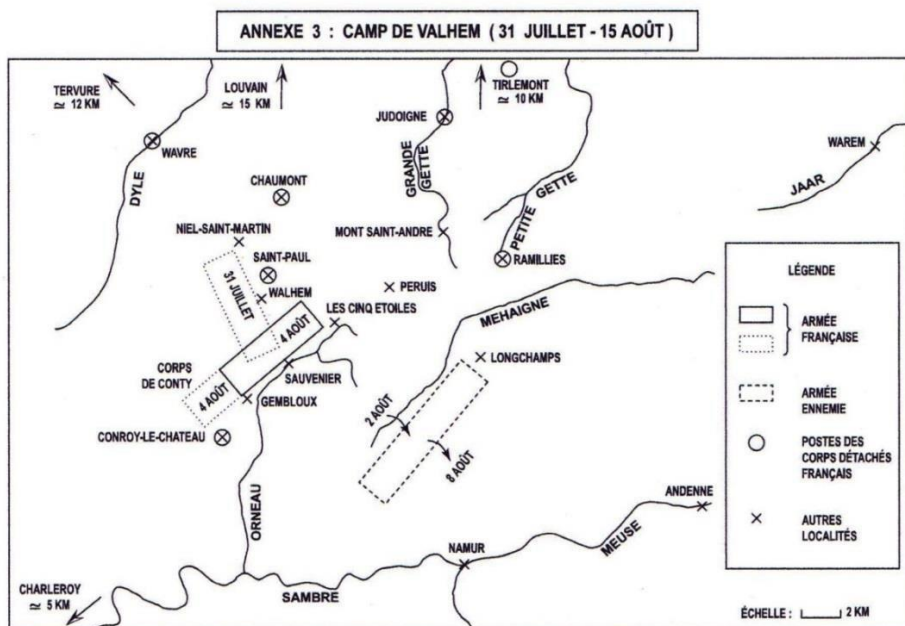 ANNEXE 3 : CAMP DE VALHEM ( 31 JUILLET - 15 AOÛT )
TERVURE
≃ 12 KM
LOUVAIN
≃ 15 KM
TIRLEMONT
≃ 10 KM
JUDOIGNE
WAVRE
WAREM
DYLE
CHAUMONT
GRANDE
GETTE
GETTE
PETITE
JAAR
NIEL-SAINT-MARTIN
MONT SAINT-ANDRE
RAMILLIES
SAINT-PAUL
31 JUILLET
WALHEM
PERUIS
LES CINQ ETOILES
MEHAIGNE
4 AOÛT
CORPS
DE CONTY
4 AOÛT
SAUVENIER
GEMBLOUX
LONGCHAMPS
CONROY-LE-CHATEAU
2 AOÛT
8 AOÛT
ORNEAU
ANDENNE
NAMUR
MEUSE
SAMBRE
CHARLEROY
≃ 5 KM
LÉGENDE
ARMÉE
FRANÇAISE
ARMÉE
ENNEMIE
POSTES DES
CORPS DÉTACHÉS
FRANÇAIS
AUTRES
LOCALITÉS
ÉCHELLE : 2 KM